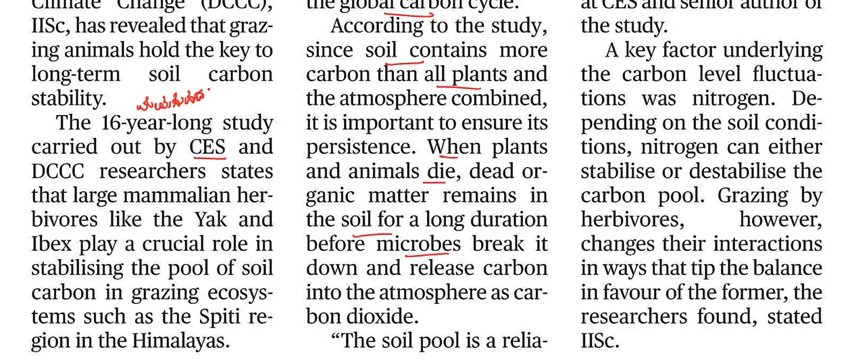 Climate Change (DCCC),
IISc, has revealed that graz-
ing animals hold the key to
long-term soil carbon
stability.
The 16-year-long study
carried out by CES and
DCCC researchers states
that large mammalian her-
bivores like the Yak and
Ibex play a crucial role in
stabilising the pool of soil
carbon in grazing ecosys-
tems such as the Spiti re-
gion in the Himalayas.
the global carbon cycle.
According to the study,
since soil contains more
carbon than all plants and
the atmosphere combined,
it is important to ensure its
persistence. When plants
and animals die, dead or-
ganic matter remains in
the soil for a long duration
before microbes break it
down and release carbon
into the atmosphere as car-
bon dioxide.
“The soil pool is a relia-
at CES and senior author of
the study.
A key factor underlying
the carbon level fluctua-
tions was nitrogen. De-
pending on the soil condi-
tions, nitrogen can either
stabilise or destabilise the
carbon pool. Grazing by
herbivores, however,
changes their interactions
in ways that tip the balance
in favour of the former, the
researchers found, stated
IISc.